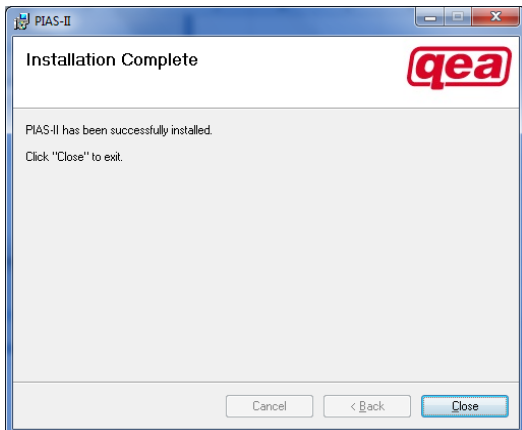 PIAS-II
Installation Complete
qea
PIAS-II has been successfully installed.
Click "Close" to exit.
Cancel
< Back
Close